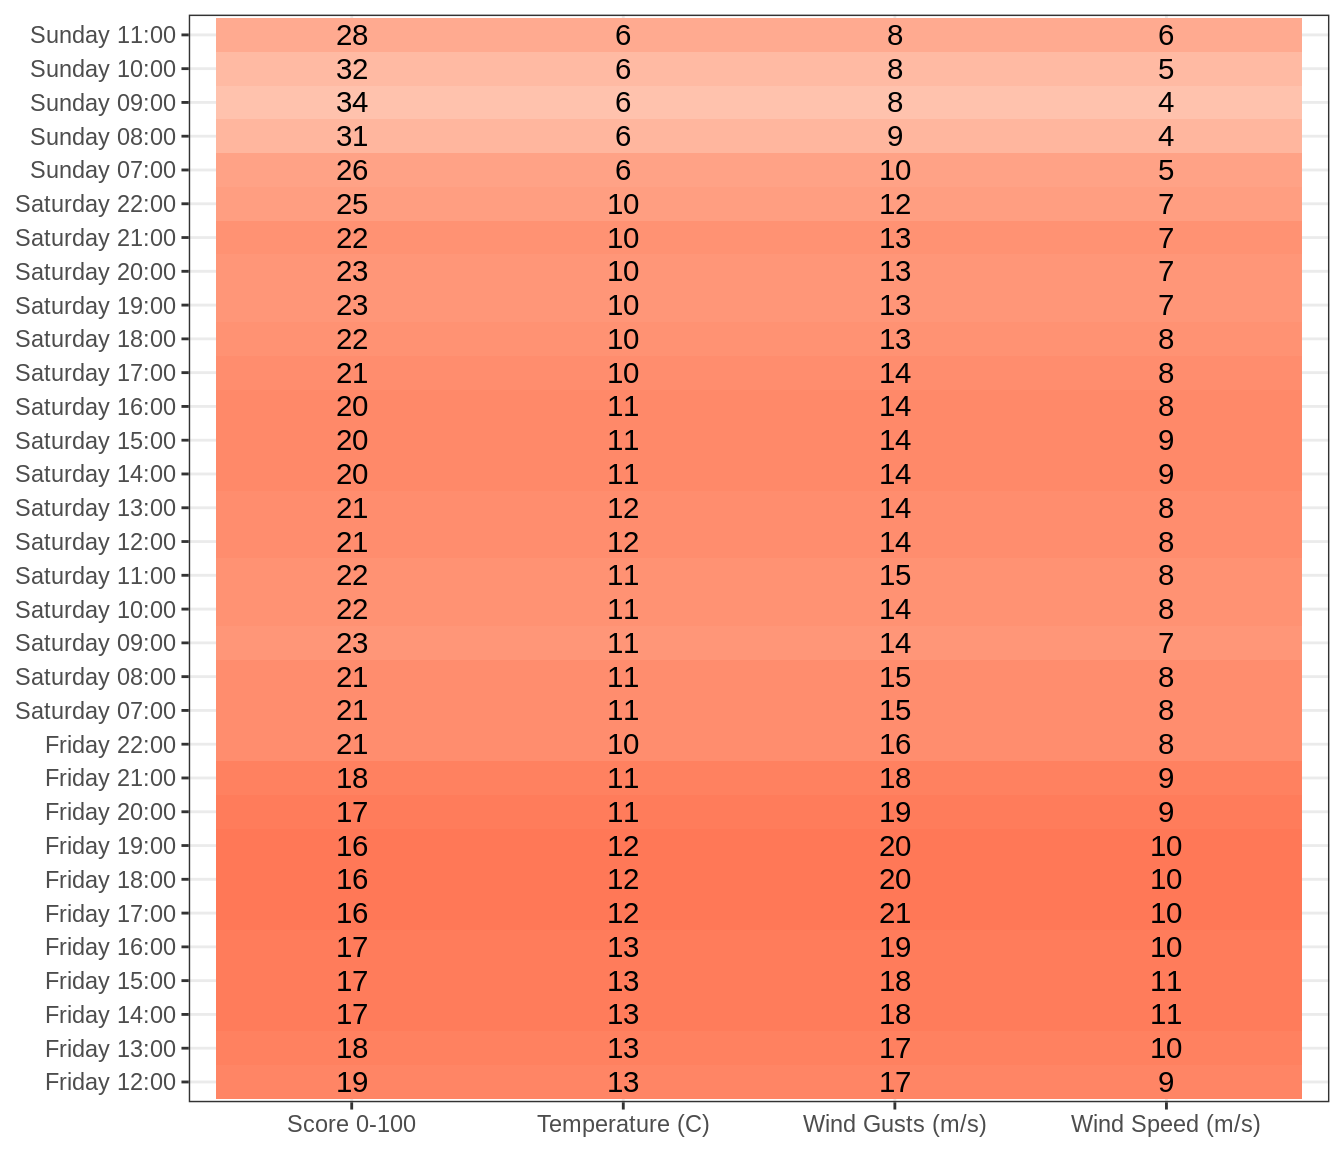 Sunday 11:00 28 6 8 6
Sunday 10:00 32 6 8 5
Sunday 09:00 34 6 8 4
Sunday 08:00 31 6 9 4
Sunday 07:00 26 6 10 5
Saturday 22:00 25 10 12 7
Saturday 21:00 22 10 13 7
Saturday 20:00 23 10 13 7
Saturday 19:00 23 10 13 7
Saturday 18:00 22 10 13 8
Saturday 17:00 21 10 14 8
Saturday 16:00 20 11 14 8
Saturday 15:00 20 11 14 9
Saturday 14:00 20 11 14 9
Saturday 13:00 21 12 14 8
Saturday 12:00 21 12 14 8
Saturday 11:00 22 11 15 8
Saturday 10:00 22 11 14 8
Saturday 09:00 23 11 14 7
Saturday 08:00 21 11 15 8
Saturday 07:00 21 11 15 8
Friday 22:00 21 10 16 8
Friday 21:00 18 11 18 9
Friday 20:00 17 11 19 9
Friday 19:00 16 12 20 10
Friday 18:00 16 12 20 10
Friday 17:00 16 12 21 10
Friday 16:00 17 13 19 10
Friday 15:00 17 13 18 11
Friday 14:00 17 13 18 11
Friday 13:00 18 13 17 10
Friday 12:00 19 13 17 9
Score 0-100 Temperature (C) Wind Gusts (m/s) Wind Speed (m/s)